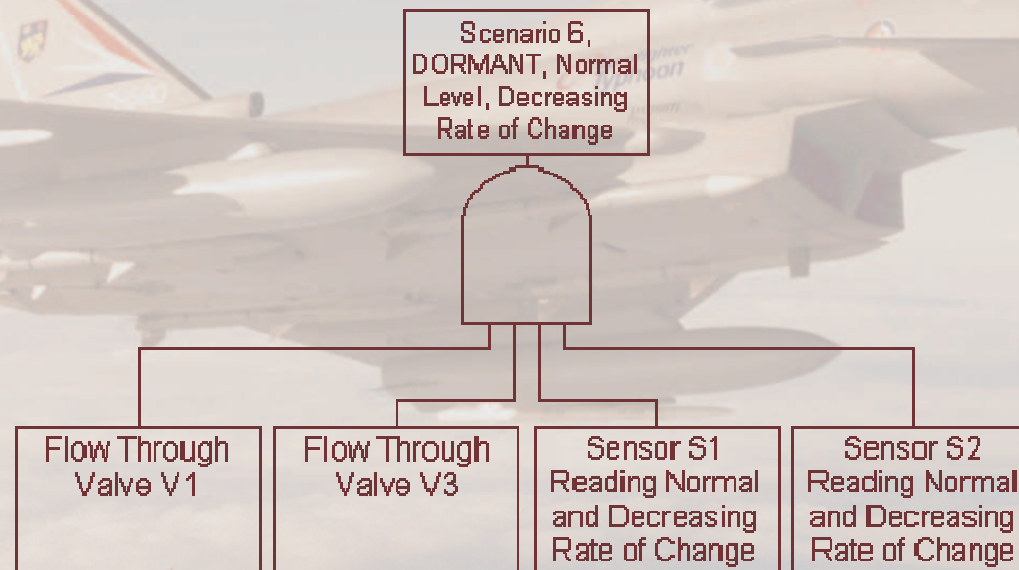 Scenario 6,
DORMANT, Normal
Level, Decreasing
Rate of Change
Typhoon
Flow Through
Valve V1
Flow Through
Valve V3
Sensor S1
Reading Normal
and Decreasing
Rate of Change
Sensor S2
Reading Normal
and Decreasing
Rate of Change